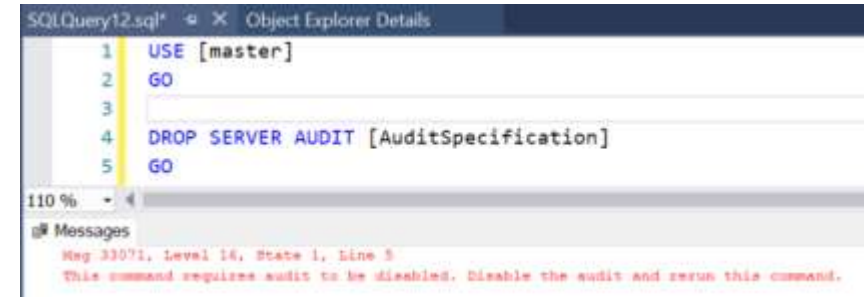 SQLQuery12.sql* Object Explorer Details
1 USE [master]
2 GO
3
4 DROP SERVER AUDIT [AuditSpecification]
5 GO
110 %
Messages
Msg 33071, Level 16, State 1, Line 5
This command requires audit to be disabled. Disable the audit and rerun this command.